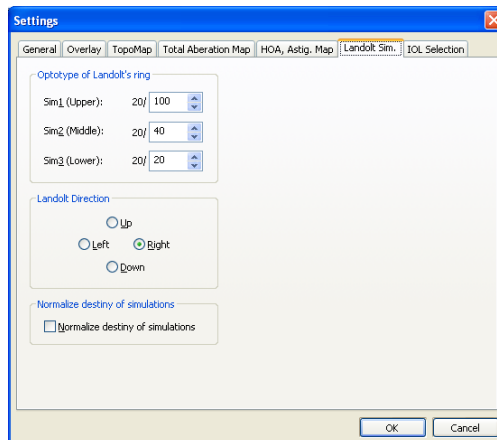 Settings
General Overlay TopoMap Total Aberation Map HOA, Astig. Map Landolt Sim. IOL Selection
Optotype of Landolt's ring
Sim1 (Upper): 20/ 100
Sim2 (Middle): 20/ 40
Sim3 (Lower): 20/ 20
Landolt Direction
Up
Left Right
Down
Normalize destiny of simulations
Normalize destiny of simulations
OK Cancel